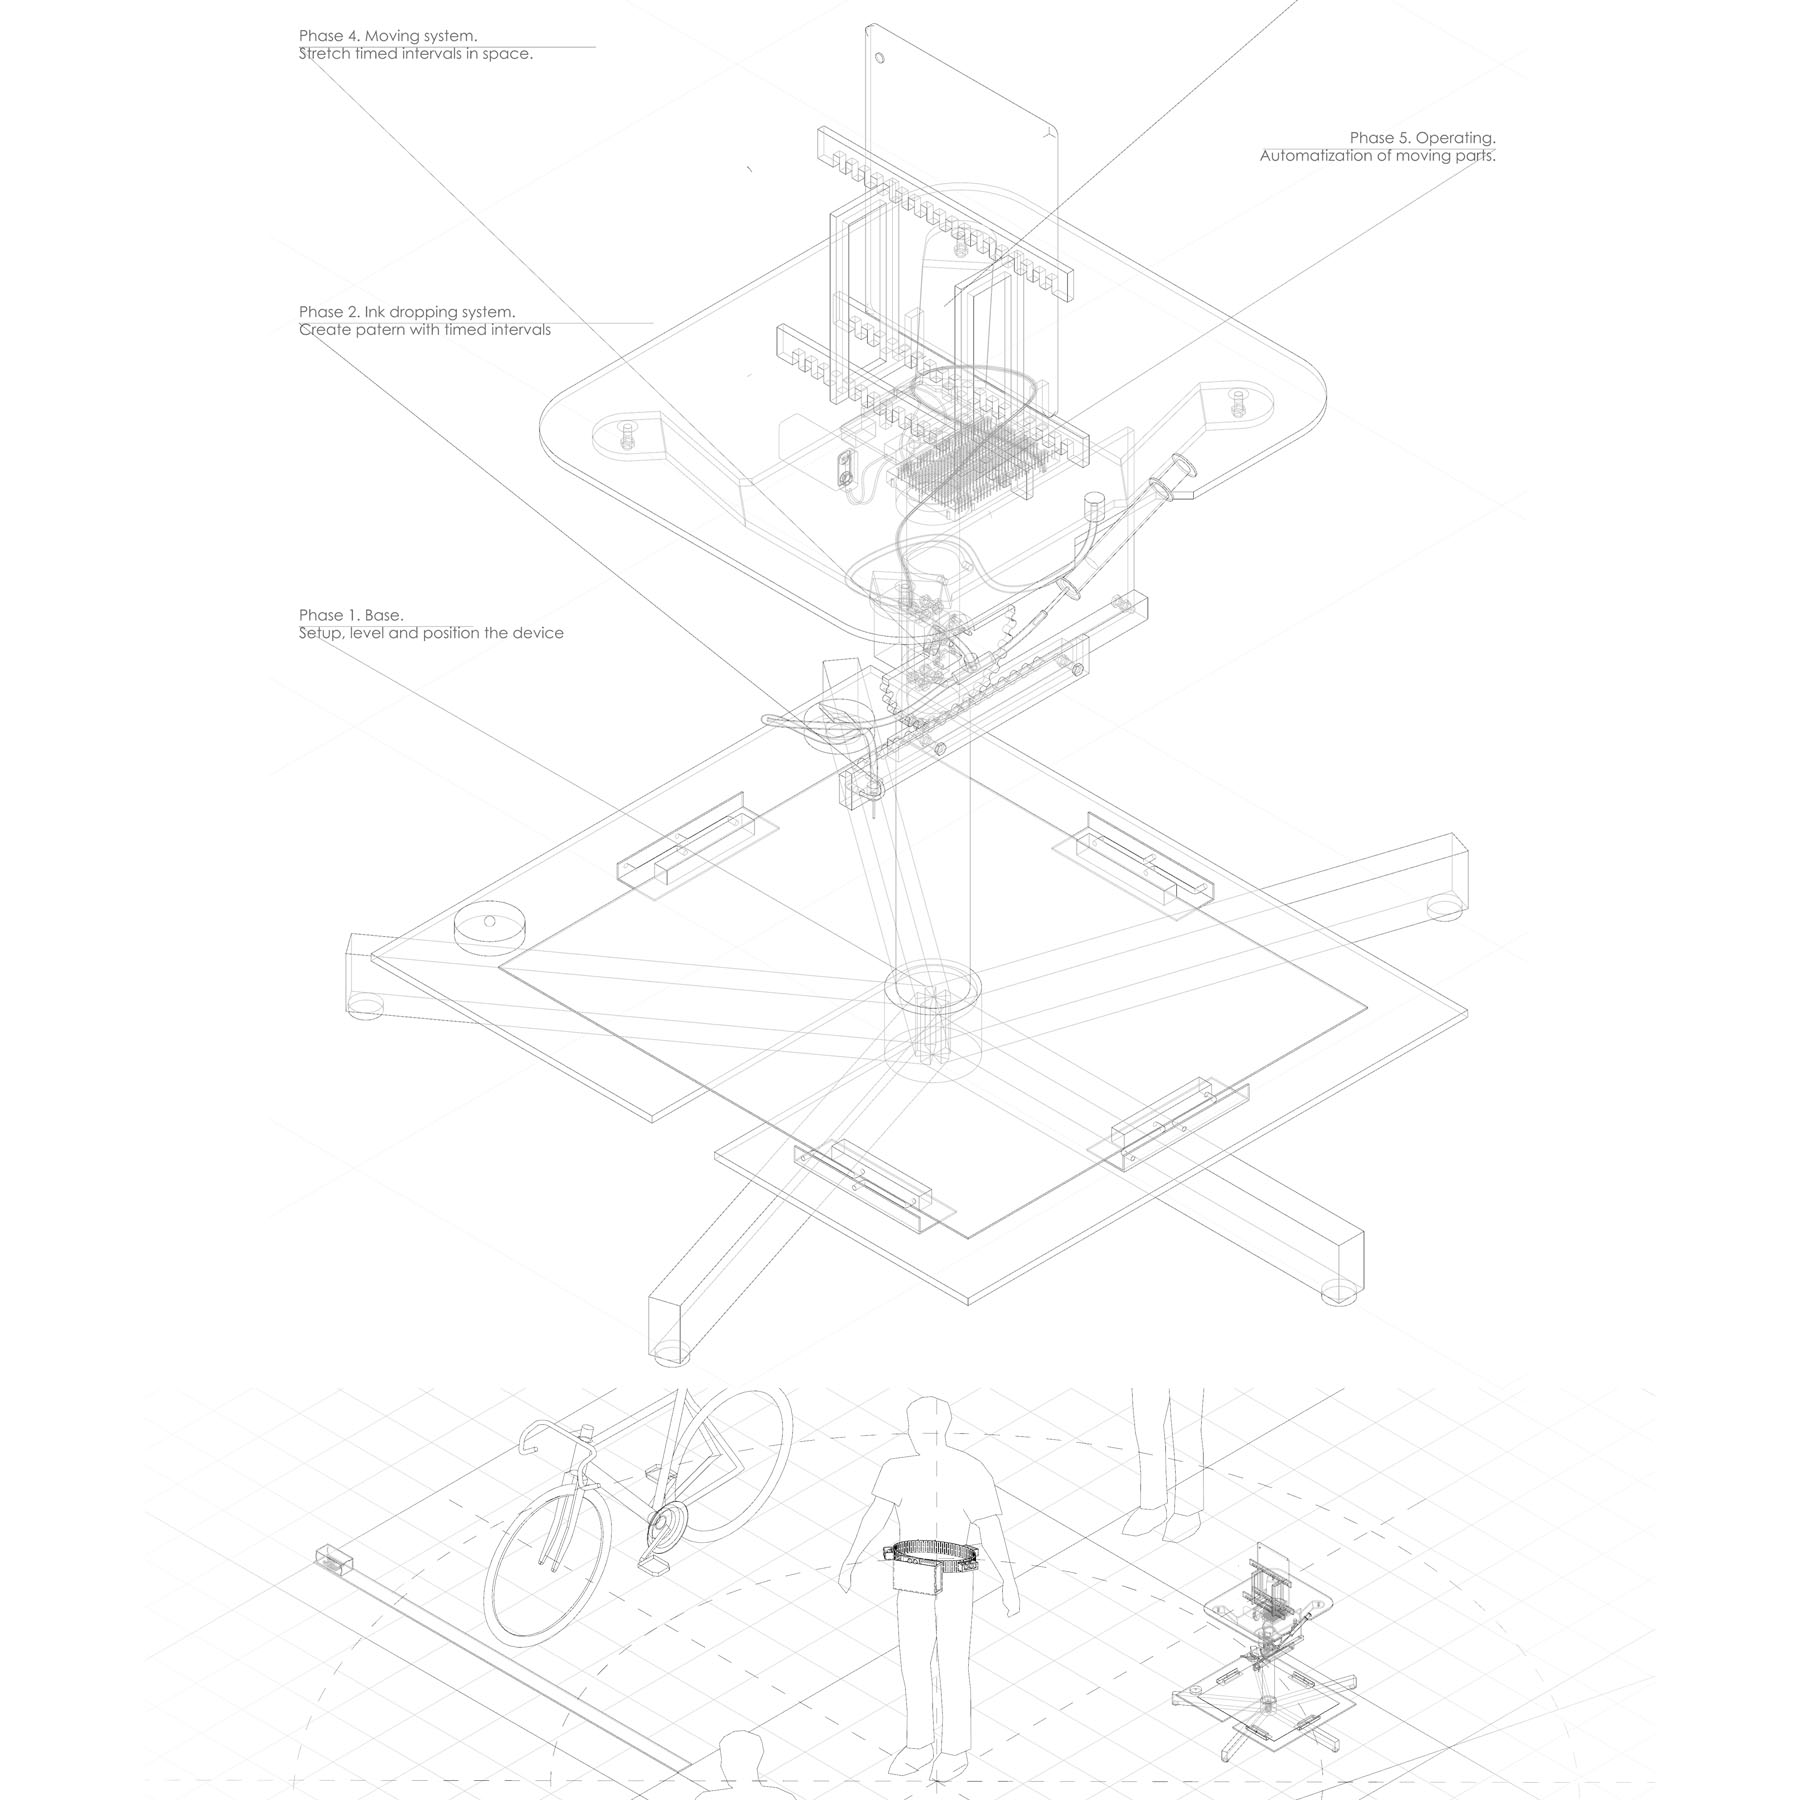 Phase 4. Moving system.
Stretch timed intervals in space.
Phase 5. Operating.
Automatization of moving parts.
Phase 2. Ink dropping system.
Create patern with timed intervals
Phase 1. Base.
Setup, level and position the device